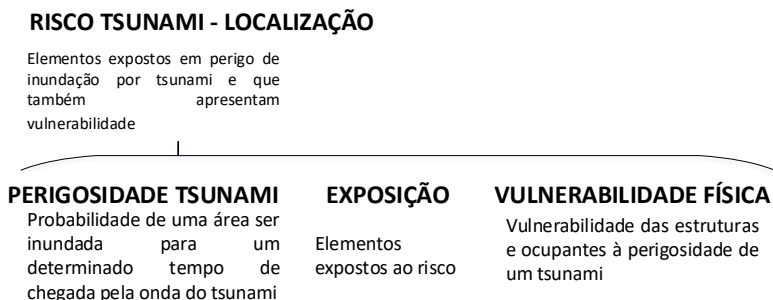 RISCO TSUNAMI - LOCALIZAÇÃO
Elementos expostos em perigo de
inundação por tsunami e que
também apresentam
vulnerabilidade
PERIGOSIDADE TSUNAMI
Probabilidade de uma área ser
inundada para um
determinado tempo de
chegada pela onda do tsunami
EXPOSIÇÃO
Elementos
expostos ao risco
VULNERABILIDADE FÍSICA
Vulnerabilidade das estruturas
e ocupantes à perigosidade de
um tsunami